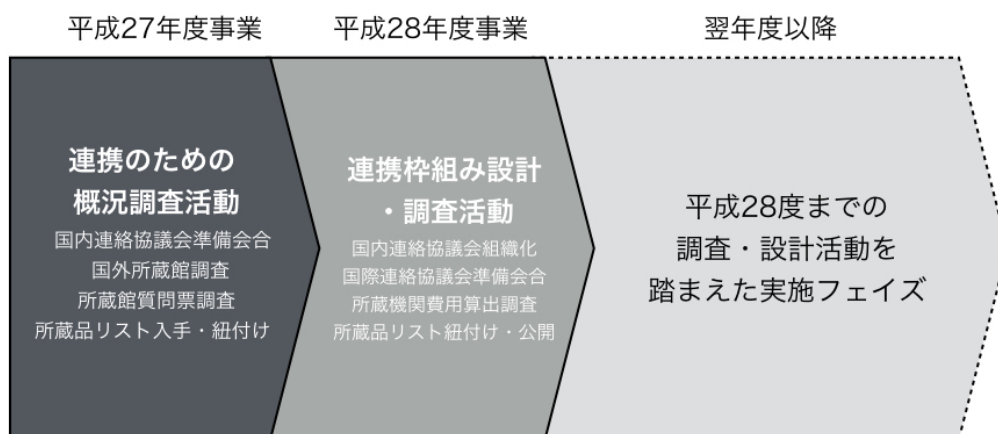 平成27年度事業
平成28年度事業
翌年度以降
連携のための
概況調査活動
国内連絡協議会準備会合
国外所蔵館調査
所蔵館質問票調査
所蔵品リスト入手・紐付け
連携枠組み設計
・調査活動
国内連絡協議会組織化
国際連絡協議会準備会合
所蔵機関費用算出調査
所蔵品リスト紐付け・公開
平成28度までの
調査・設計活動を
踏まえた実施フェイズ